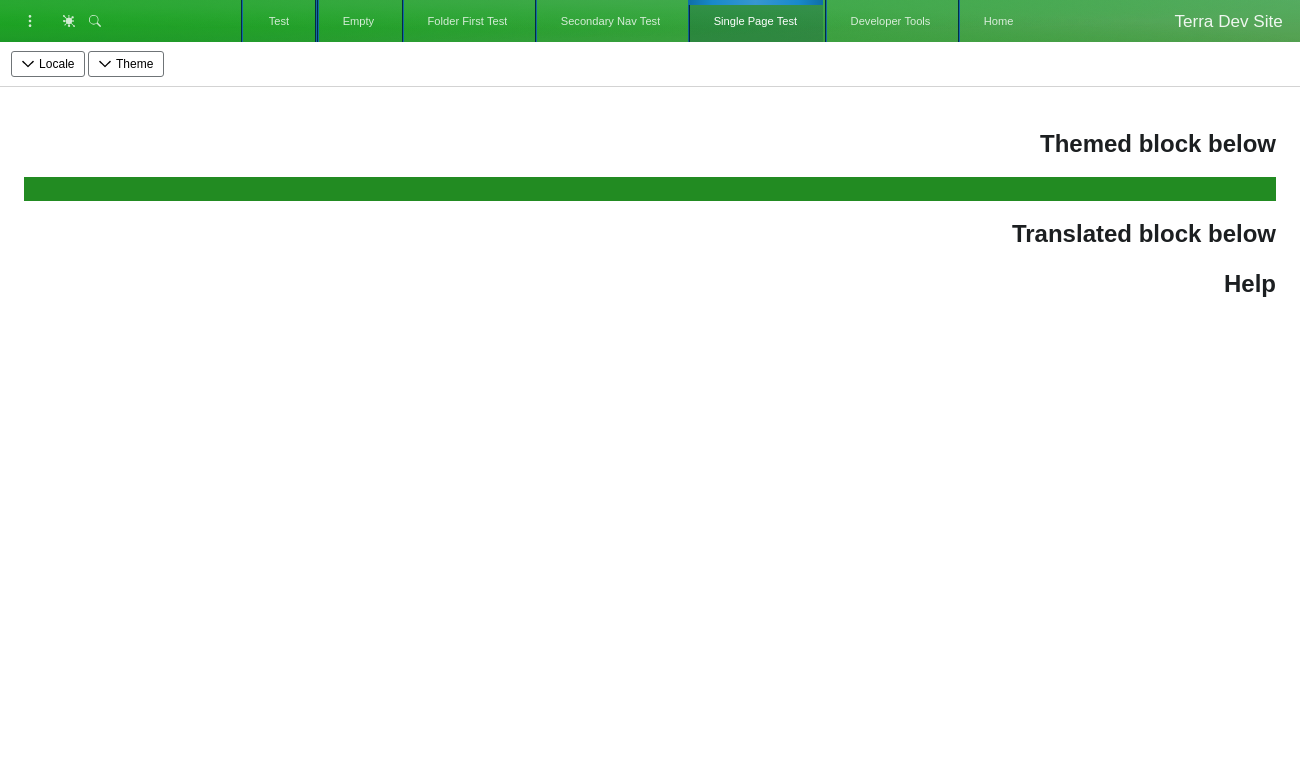 Test
Empty
Folder First Test
Secondary Nav Test
Single Page Test
Developer Tools
Home
Terra Dev Site
Locale
Theme
Themed block below
Translated block below
Help